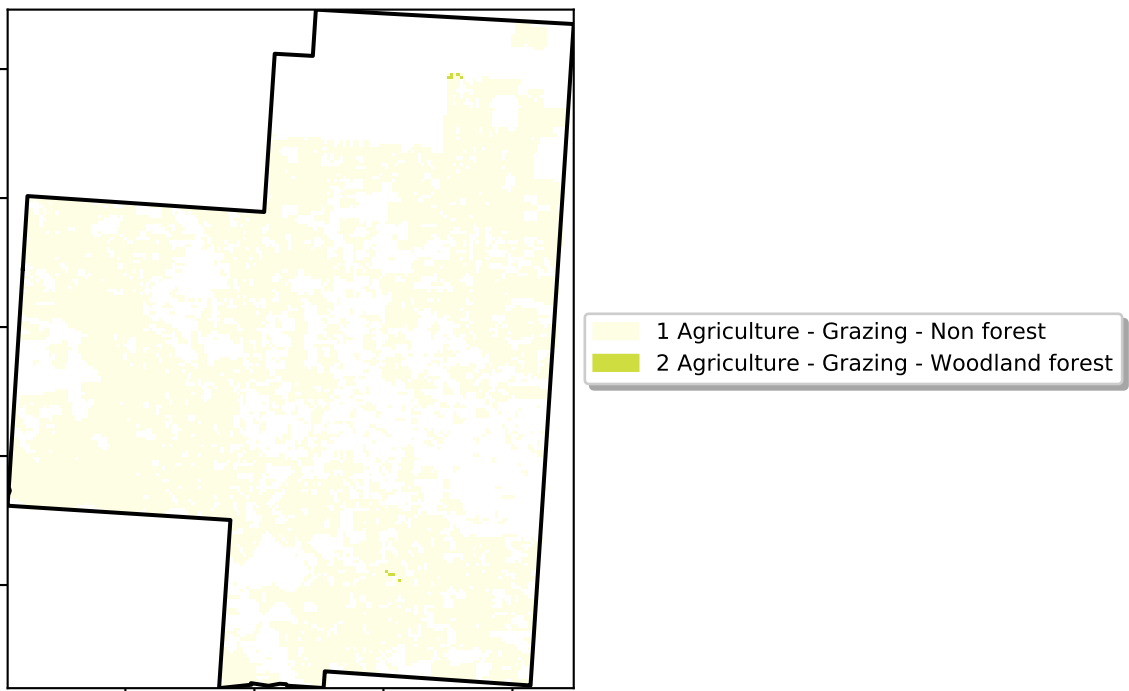 1 Agriculture - Grazing - Non forest
2 Agriculture - Grazing - Woodland forest